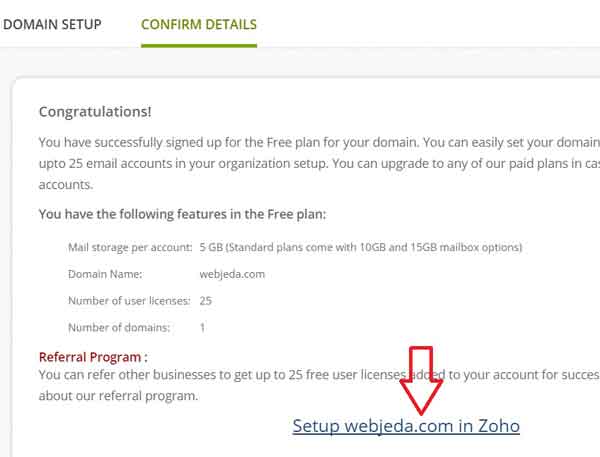 DOMAIN SETUP CONFIRM DETAILS
Congratulations!
You have successfully signed up for the Free plan for your domain. You can easily set your domain
upto 25 email accounts in your organization setup. You can upgrade to any of our paid plans in cas
accounts.
You have the following features in the Free plan:
Mail storage per account: 5 GB (Standard plans come with 10GB and 15GB mailbox options)
Domain Name: webjeda.com
Number of user licenses: 25
Number of domains: 1
Referral Program :
You can refer other businesses to get up to 25 free user licenses added to your account for succes
about our referral program.
Setup webjeda.com in Zoho